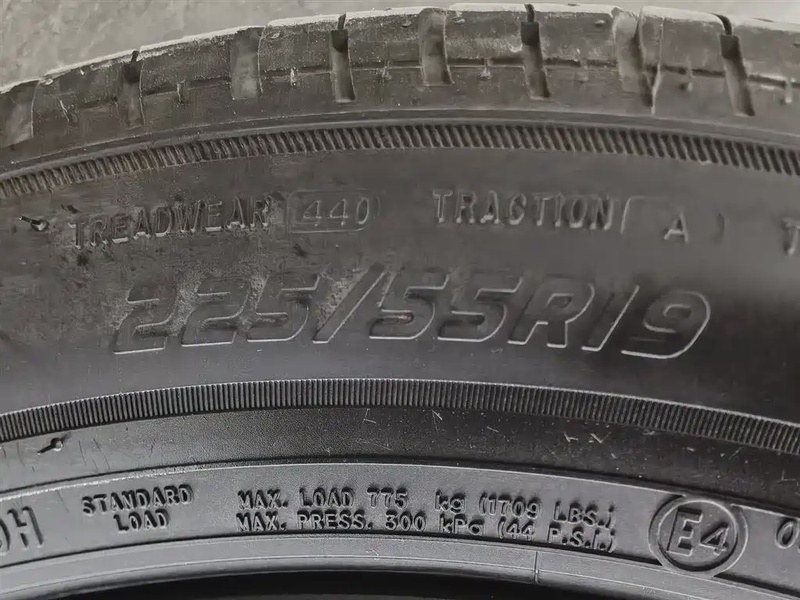 TREADWEAR 440 TRACTION A T
225/55R19
STANDARD
LOAD
MAX. LOAD 775 kg (1709 LBS.)
MAX. PRESS. 300 kPa (44 P.S.I.)
E4